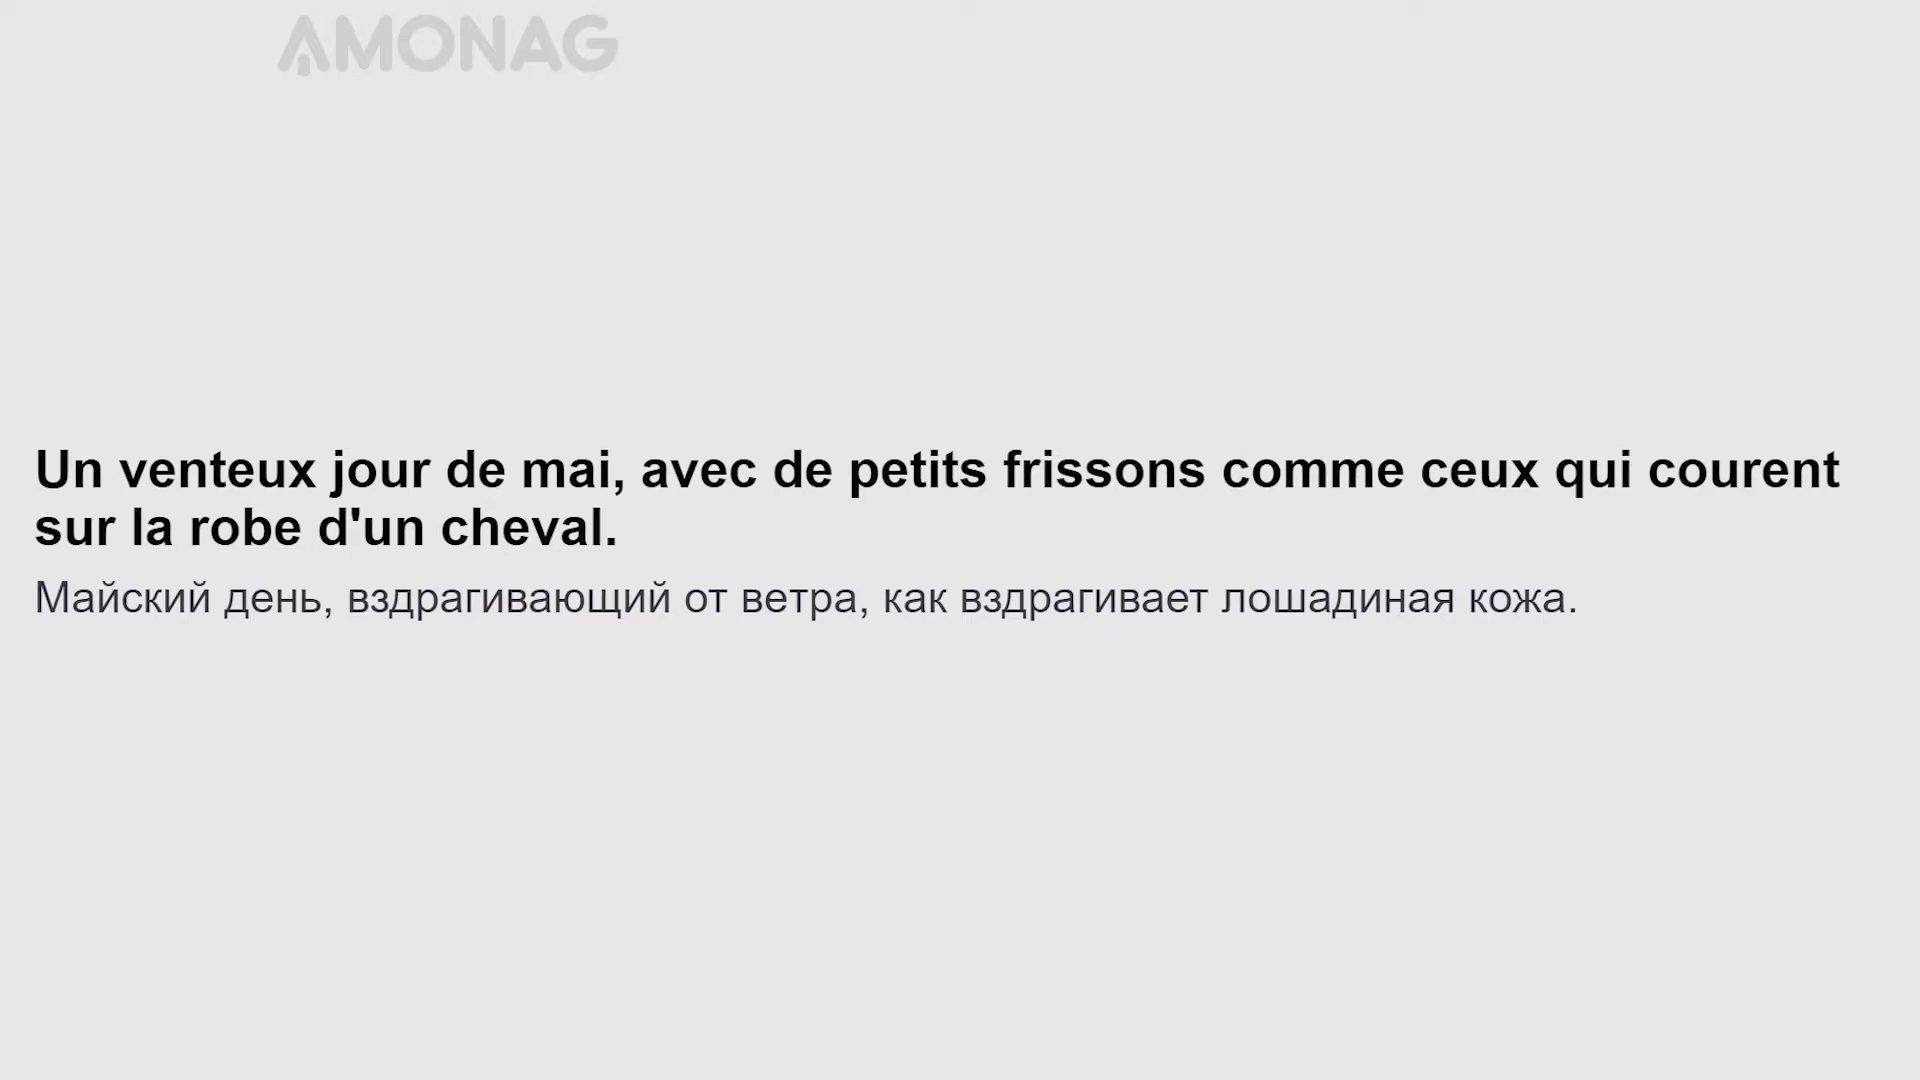 AMONAG
Un venteux jour de mai, avec de petits frissons comme ceux qui courent
sur la robe d'un cheval.
Майский день, вздрагивающий от ветра, как вздрагивает лошадиная кожа.